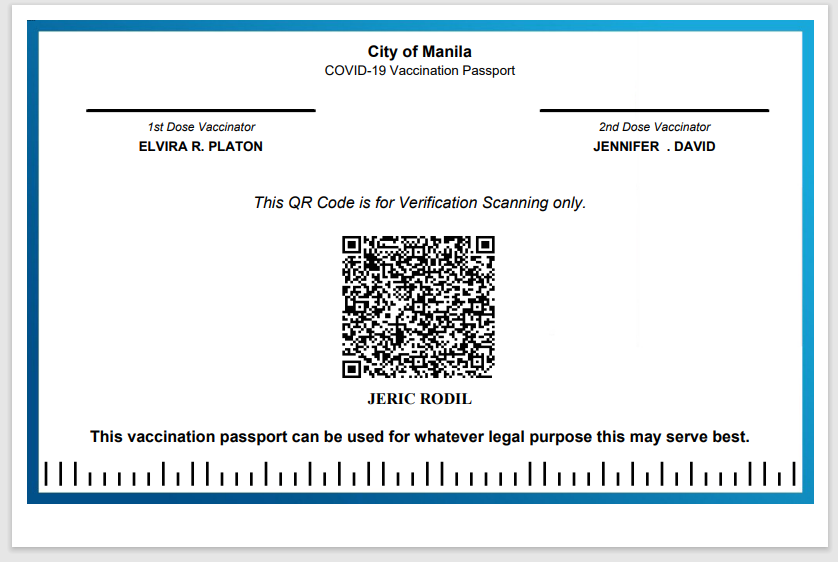 City of Manila
COVID-19 Vaccination Passport
1st Dose Vaccinator
ELVIRA R. PLATON
2nd Dose Vaccinator
JENNIFER . DAVID
This QR Code is for Verification Scanning only.
JERIC RODIL
This vaccination passport can be used for whatever legal purpose this may serve best.